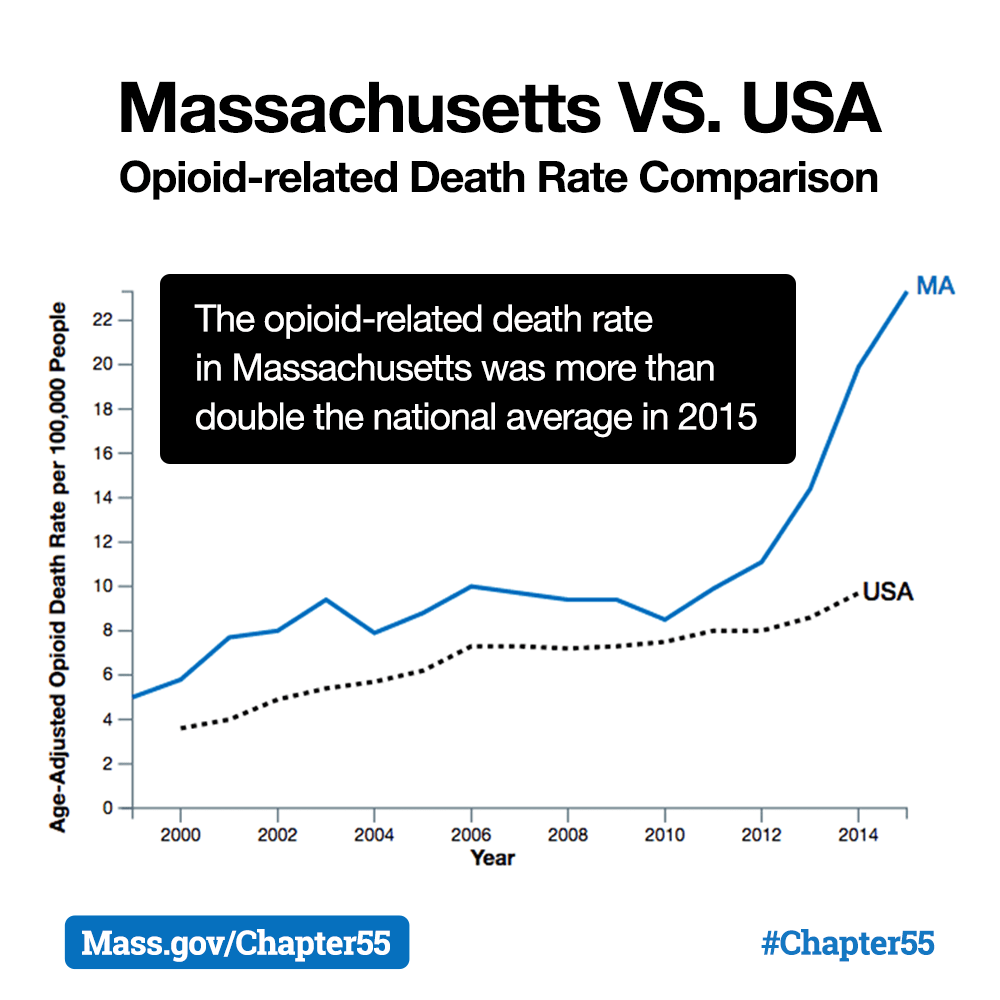 Massachusetts VS. USA
Opioid-related Death Rate Comparison
The opioid-related death rate
in Massachusetts was more than
double the national average in 2015
MA
USA
Age-Adjusted Opioid Death Rate per 100,000 People
22
20
18
16
14
12
10
8
6
4
2
0
2000 2002 2004 2006 2008 2010 2012 2014
Year
Mass.gov/Chapter55
#Chapter55